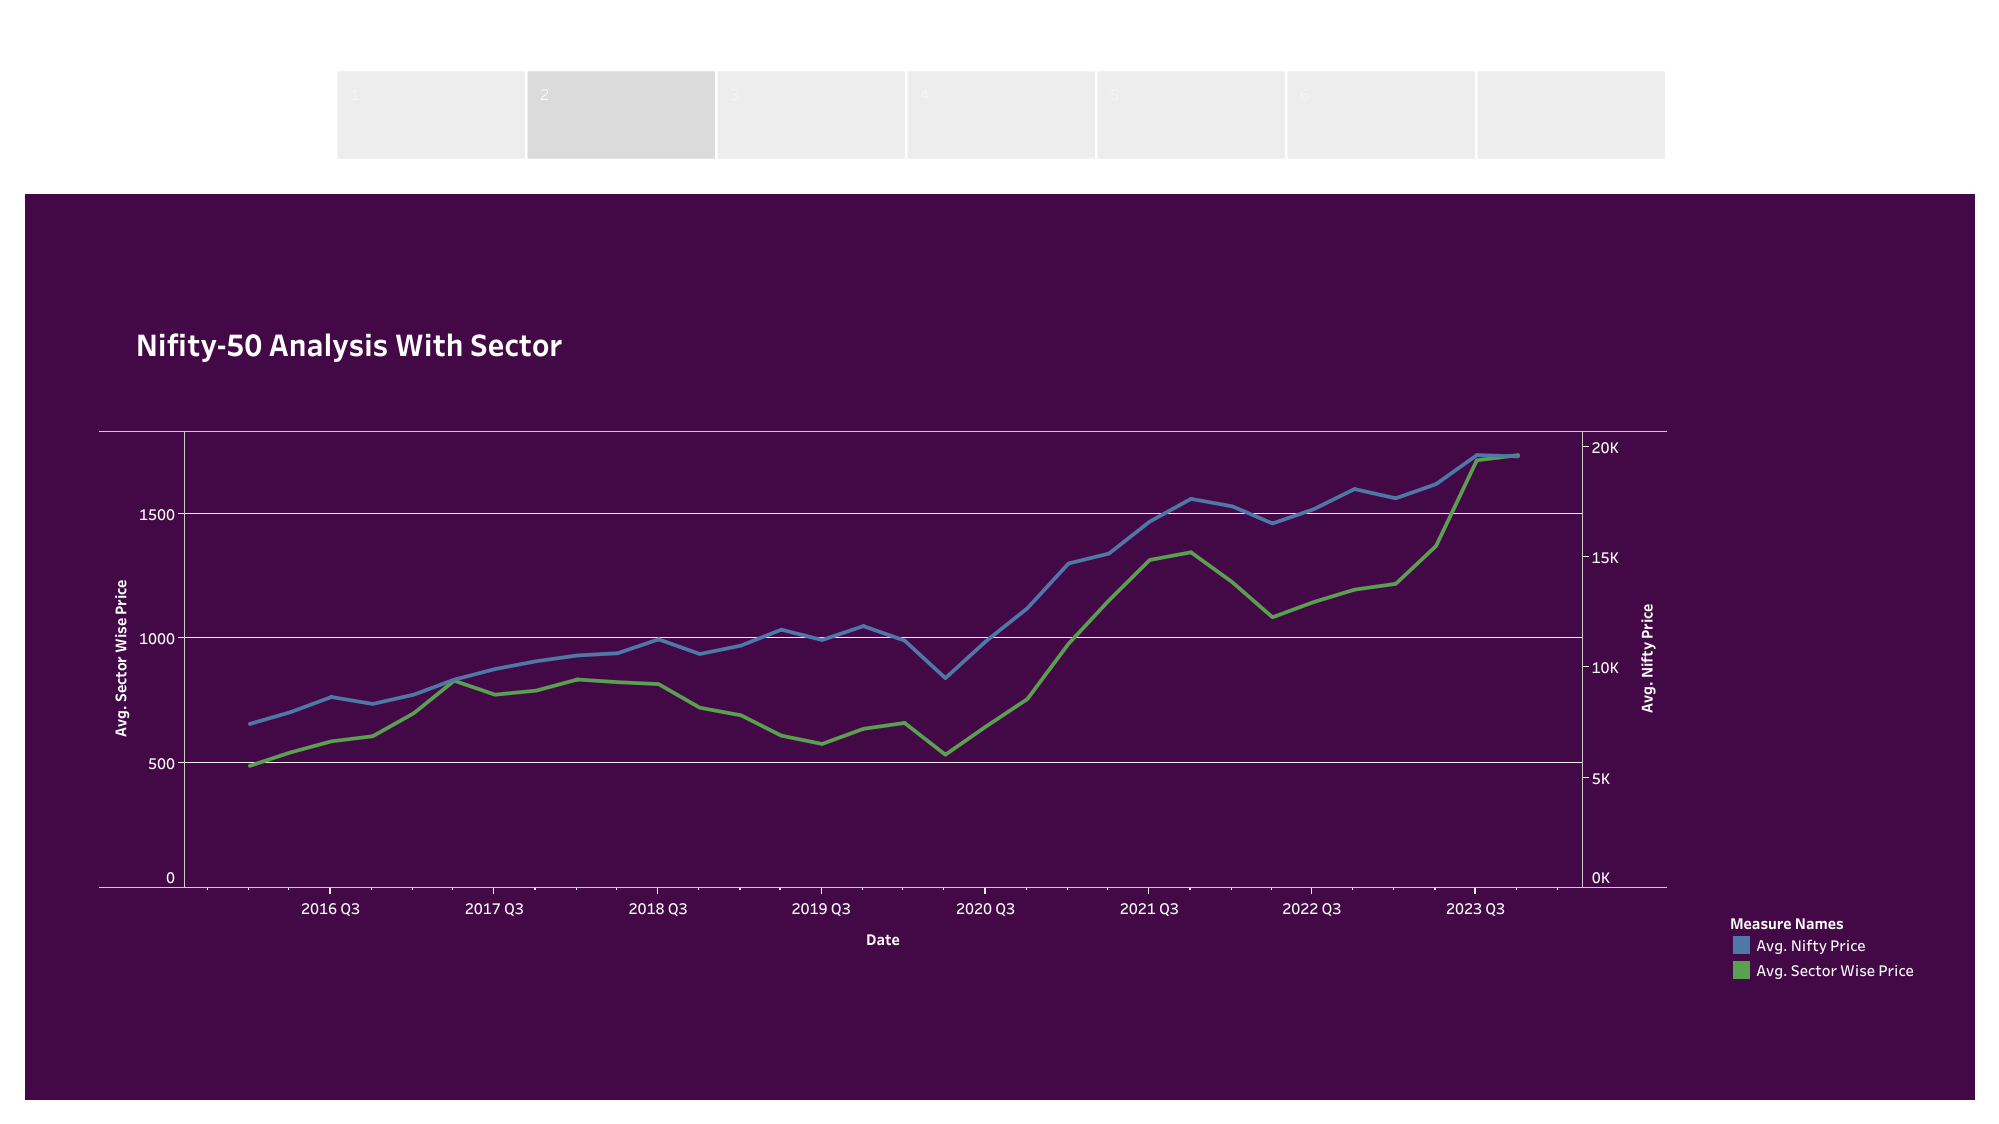 1 2 3 4 5 6
Nifity-50 Analysis With Sector
20K
1500
15K
1000
10K
500
5K
0
0K
Avg. Sector Wise Price
Avg. Nifty Price
2016 Q3 2017 Q3 2018 Q3 2019 Q3 2020 Q3 2021 Q3 2022 Q3 2023 Q3
Date
Measure Names
Avg. Nifty Price
Avg. Sector Wise Price